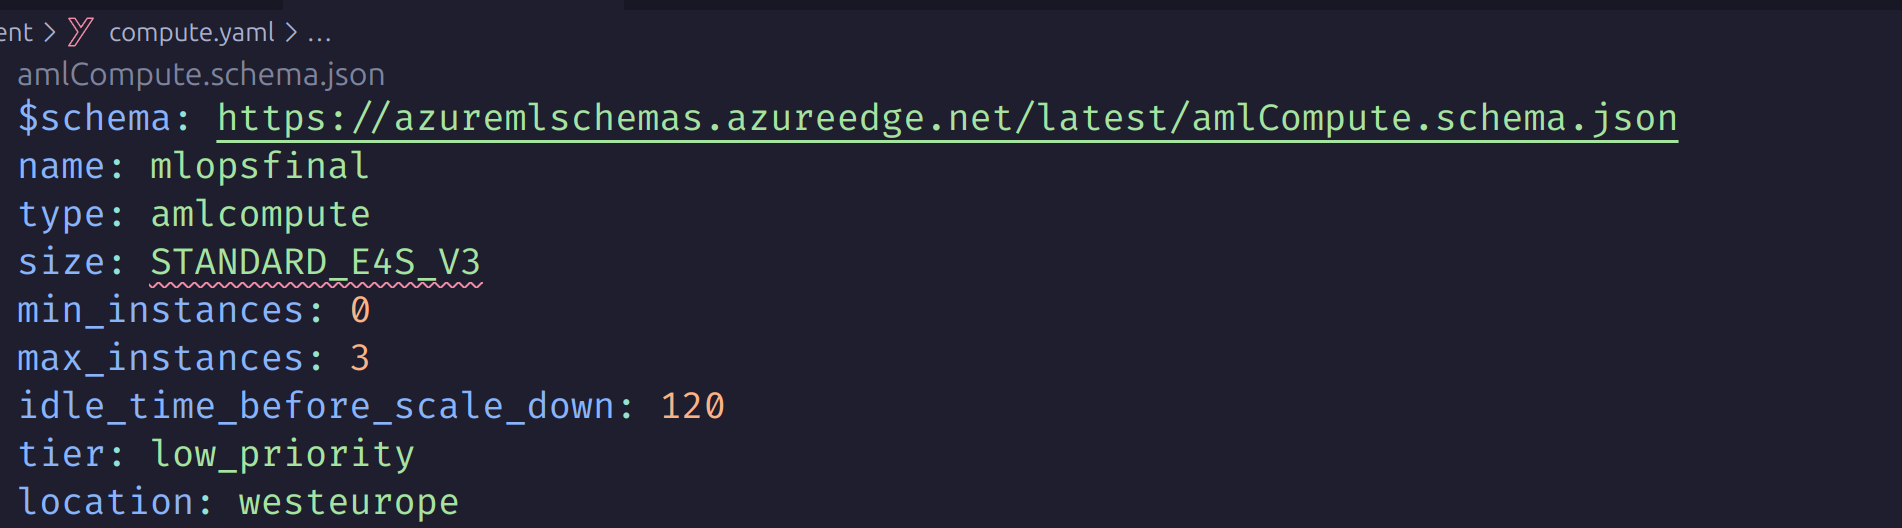 ent > compute.yaml > ...
amlCompute.schema.json
$schema: https://azuremlschemas.azureedge.net/latest/amlCompute.schema.json
name: mlopsfinal
type: amlcompute
size: STANDARD_E4S_V3
min_instances: 0
max_instances: 3
idle_time_before_scale_down: 120
tier: low_priority
location: westeurope